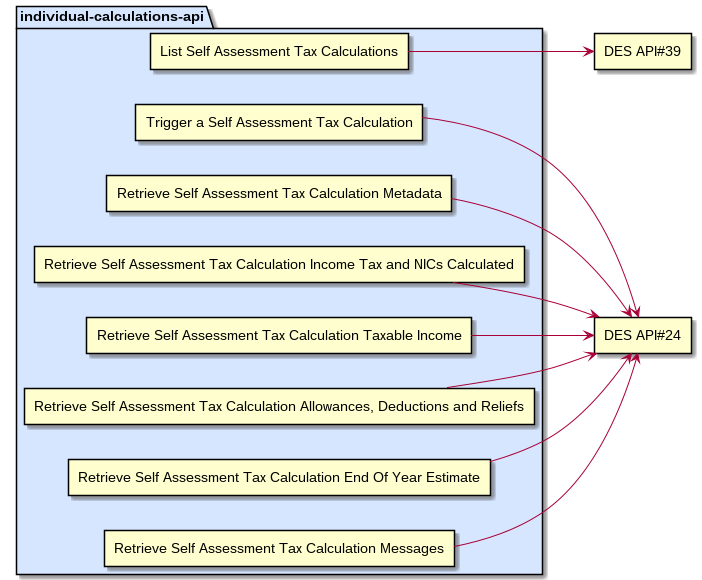 individual-calculations-api
List Self Assessment Tax Calculations
DES API#39
Trigger a Self Assessment Tax Calculation
Retrieve Self Assessment Tax Calculation Metadata
Retrieve Self Assessment Tax Calculation Income Tax and NICs Calculated
Retrieve Self Assessment Tax Calculation Taxable Income
DES API#24
Retrieve Self Assessment Tax Calculation Allowances, Deductions and Reliefs
Retrieve Self Assessment Tax Calculation End Of Year Estimate
Retrieve Self Assessment Tax Calculation Messages